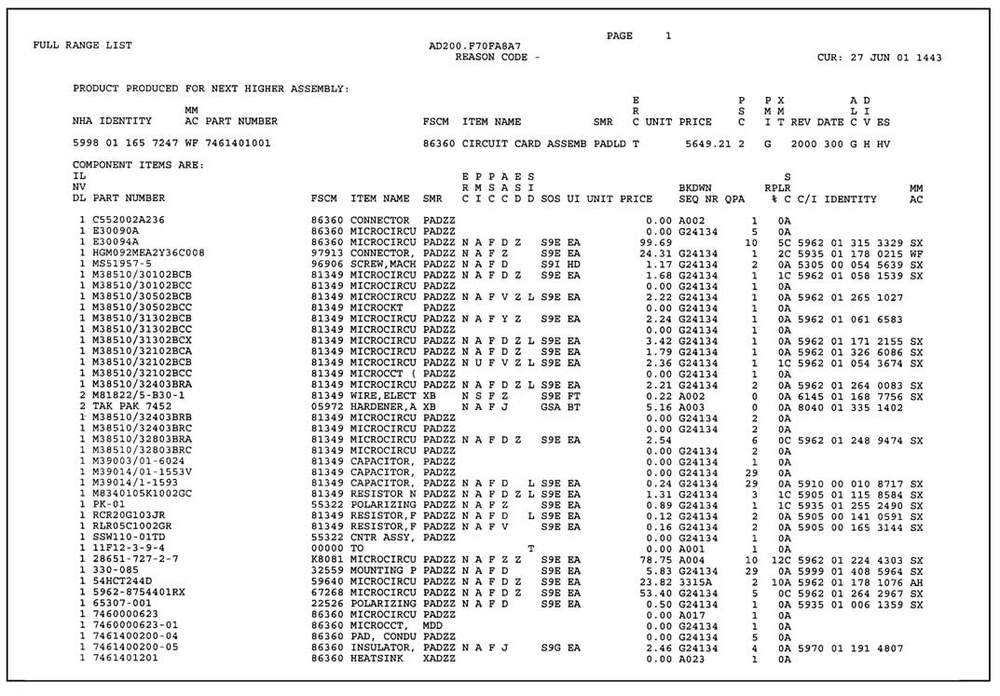 PAGE 1
FULL RANGE LIST AD200.F70FA8A7
REASON CODE - CUR: 27 JUN 01 1443
PRODUCT PRODUCED FOR NEXT HIGHER ASSEMBLY:
E P P X A D
MM R S M M L I
NHA IDENTITY AC PART NUMBER FSCM ITEM NAME SMR C UNIT PRICE C I T REV DATE C V ES
5998 01 165 7247 WF 7461401001 86360 CIRCUIT CARD ASSEMB PADLD T 5649.21 2 G 2000 300 G H HV
COMPONENT ITEMS ARE:
IL E P P A E S S
NV R M S A S I BKDWN RPLR MM
DL PART NUMBER FSCM ITEM NAME SMR C I C C D D SOS UI UNIT PRICE SEQ NR QPA % C C/I IDENTITY AC
1 C552002A236 86360 CONNECTOR PADZZ 0.00 A002 1 0A
1 E30090A 86360 MICROCIRCU PADZZ 0.00 G24134 5 0A
1 E30094A 86360 MICROCIRCU PADZZ N A F D Z S9E EA 99.69 10 5C 5962 01 315 3329 SX
1 HGM092MEA2Y36C008 97913 CONNECTOR, PADZZ N A F Z S9E EA 24.31 G24134 1 2C 5935 01 178 0215 WF
1 MS51957-5 96906 SCREW,MACH PADZZ N A F D S9I HD 1.17 G24134 2 0A 5305 00 054 5639 SX
1 M38510/30102BCB 81349 MICROCIRCU PADZZ N A F D Z S9E EA 1.68 G24134 1 1C 5962 01 058 1539 SX
1 M38510/30102BCC 81349 MICROCIRCU PADZZ 0.00 G24134 1 0A
1 M38510/30502BCB 81349 MICROCIRCU PADZZ N A F V Z L S9E EA 2.22 G24134 1 0A 5962 01 265 1027
1 M38510/30502BCC 81349 MICROCKT PADZZ 0.00 G24134 1 0A
1 M38510/31302BCB 81349 MICROCIRCU PADZZ N A F Y Z S9E EA 2.24 G24134 1 0A 5962 01 061 6583
1 M38510/31302BCC 81349 MICROCIRCU PADZZ 0.00 G24134 1 0A
1 M38510/31302BCX 81349 MICROCIRCU PADZZ N A F D Z L S9E EA 3.42 G24134 1 0A 5962 01 171 2155 SX
1 M38510/32102BCA 81349 MICROCIRCU PADZZ N A F D Z S9E EA 1.79 G24134 1 0A 5962 01 326 6086 SX
1 M38510/32102BCB 81349 MICROCIRCU PADZZ N U F V Z L S9E EA 2.36 G24134 1 1C 5962 01 054 3674 SX
1 M38510/32102BCC 81349 MICROCCT ( PADZZ 0.00 G24134 1 0A
1 M38510/32403BRA 81349 MICROCIRCU PADZZ N A F D Z L S9E EA 2.21 G24134 2 0A 5962 01 264 0083 SX
2 M81822/5-B30-1 81349 WIRE,ELECT XB N S F Z S9E FT 0.22 A002 0 0A 6145 01 168 7756 SX
2 TAK PAK 7452 05972 HARDENER,A XB N A F J GSA BT 5.16 A003 0 0A 8040 01 335 1402
1 M38510/32403BRB 81349 MICROCIRCU PADZZ 0.00 G24134 2 0A
1 M38510/32403BRC 81349 MICROCIRCU PADZZ 0.00 G24134 2 0A
1 M38510/32803BRA 81349 MICROCIRCU PADZZ N A F D Z S9E EA 2.54 6 0C 5962 01 248 9474 SX
1 M38510/32803BRC 81349 MICROCIRCU PADZZ 0.00 G24134 2 0A
1 M39003/01-6024 81349 CAPACITOR, PADZZ 0.00 G24134 1 0A
1 M39014/01-1553V 81349 CAPACITOR, PADZZ 0.00 G24134 29 0A
1 M39014/1-1593 81349 CAPACITOR, PADZZ N A F D L S9E EA 0.24 G24134 29 0A 5910 00 010 8717 SX
1 M8340105K1002GC 81349 RESISTOR N PADZZ N A F D Z L S9E EA 1.31 G24134 3 1C 5905 01 115 8584 SX
1 PK-01 55322 POLARIZING PADZZ N A F Z S9E EA 0.89 G24134 1 1C 5935 01 255 2490 SX
1 RCR20G103JR 81349 RESISTOR,F PADZZ N A F D L S9E EA 0.12 G24134 2 0A 5905 00 141 0591 SX
1 RLR05C1002GR 81349 RESISTOR,F PADZZ N A F V S9E EA 0.16 G24134 2 0A 5905 00 165 3144 SX
1 SSW110-01TD 55322 CNTR ASSY, PADZZ 0.00 G24134 1 0A
1 11F12-3-9-4 00000 TO T 0.00 A001 1 0A
1 28651-727-2-7 K8081 MICROCIRCU PADZZ N A F Z Z S9E EA 78.75 A004 10 12C 5962 01 224 4303 SX
1 330-085 32559 MOUNTING P PADZZ N A F D S9E EA 5.83 G24134 29 0A 5999 01 408 5964 SX
1 54HCT244D 59640 MICROCIRCU PADZZ N A F D Z S9E EA 23.82 3315A 2 10A 5962 01 178 1076 AH
1 5962-8754401RX 67268 MICROCIRCU PADZZ N A F D Z S9E EA 53.40 G24134 5 0C 5962 01 264 2967 SX
1 65307-001 22526 POLARIZING PADZZ N A F D S9E EA 0.50 G24134 1 0A 5935 01 006 1359 SX
1 7460000623 86360 MICROCIRCU PADZZ 0.00 A017 1 0A
1 7460000623-01 86360 MICROCCT, MDD 0.00 G24134 1 0A
1 7461400200-04 86360 PAD, CONDU PADZZ 0.00 G24134 5 0A
1 7461400200-05 86360 INSULATOR, PADZZ N A F J S9G EA 2.46 G24134 4 0A 5970 01 191 4807
1 7461401201 86360 HEATSINK XADZZ 0.00 A023 1 0A